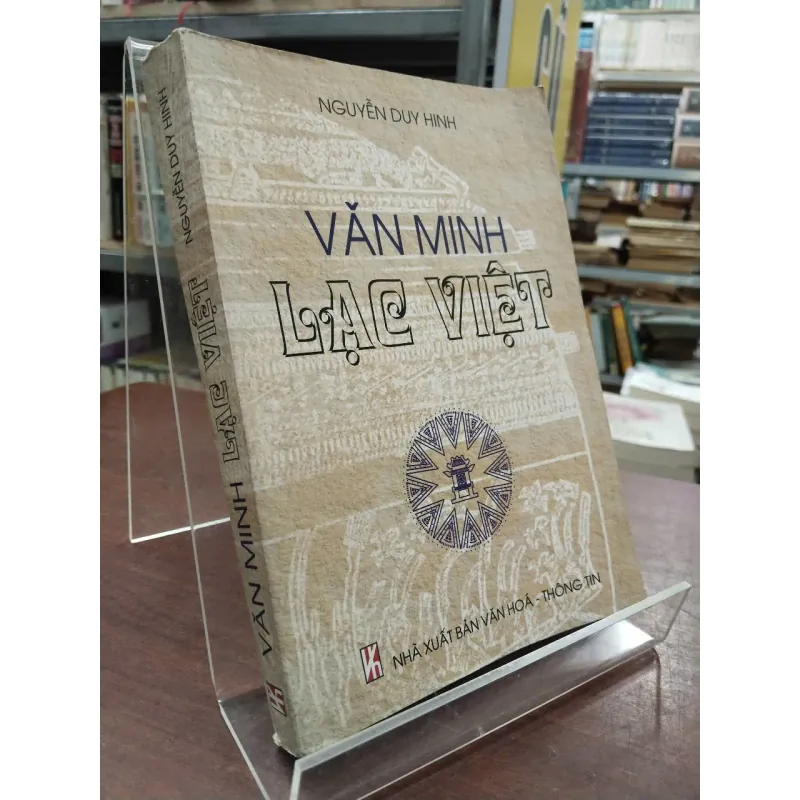 NGUYỄN DUY HINH
VĂN MINH
LẠC VIỆT
NHÀ XUẤT BẢN VĂN HOÁ - THÔNG TIN
VĂN MINH LẠC VIỆT NGUYỄN DUY HINH